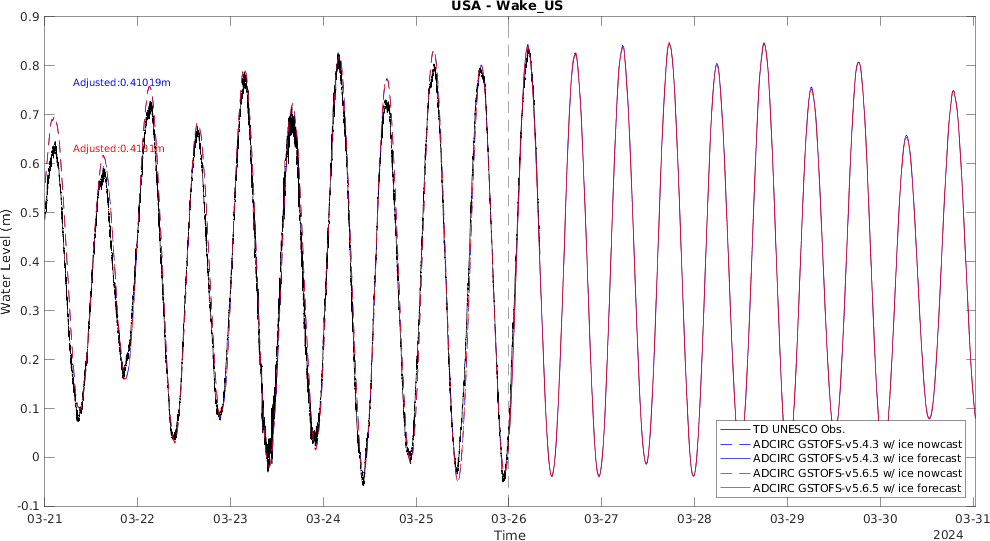 USA - Wake_US
0.9
0.8
0.7
0.6
0.5
0.4
0.3
0.2
0.1
0
-0.1
Water Level (m)
Adjusted:0.41019m
Adjusted:0.4131m
TD UNESCO Obs.
ADCIRC GSTOFS-v5.4.3 w/ ice nowcast
ADCIRC GSTOFS-v5.4.3 w/ ice forecast
ADCIRC GSTOFS-v5.6.5 w/ ice nowcast
ADCIRC GSTOFS-v5.6.5 w/ ice forecast
03-21 03-22 03-23 03-24 03-25 03-26 03-27 03-28 03-29 03-30 03-31
Time
2024